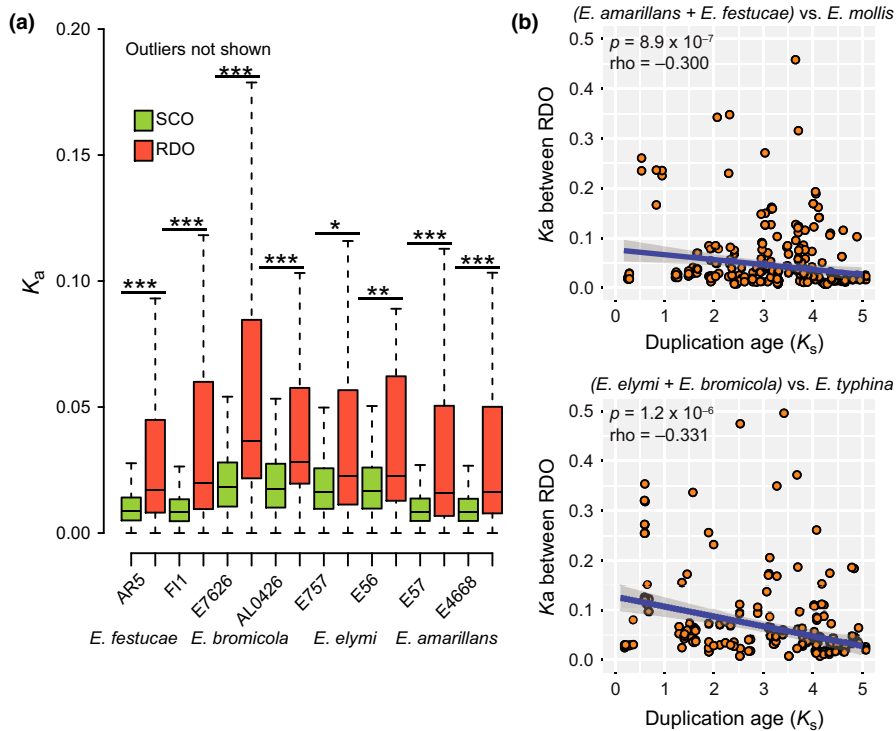 (a)
Outliers not shown
SCO
RDO
Ka
0.20
0.15
0.10
0.05
0.00
***
***
***
***
*
**
***
***
AR5
Fl1
E7626
AL0426
E757
E56
E57
E4668
E. festucae
E. bromicola
E. elymi
E. amarillans
(b)
(E. amarillans + E. festucae) vs. E. mollis
p = 8.9 x 10⁻⁷
rho = –0.300
Ka between RDO
0.5
0.4
0.3
0.2
0.1
0.0
0 1 2 3 4 5
Duplication age (Ks)
(E. elymi + E. bromicola) vs. E. typhina
p = 1.2 x 10⁻⁶
rho = –0.331
Ka between RDO
0.5
0.4
0.3
0.2
0.1
0.0
0 1 2 3 4 5
Duplication age (Ks)